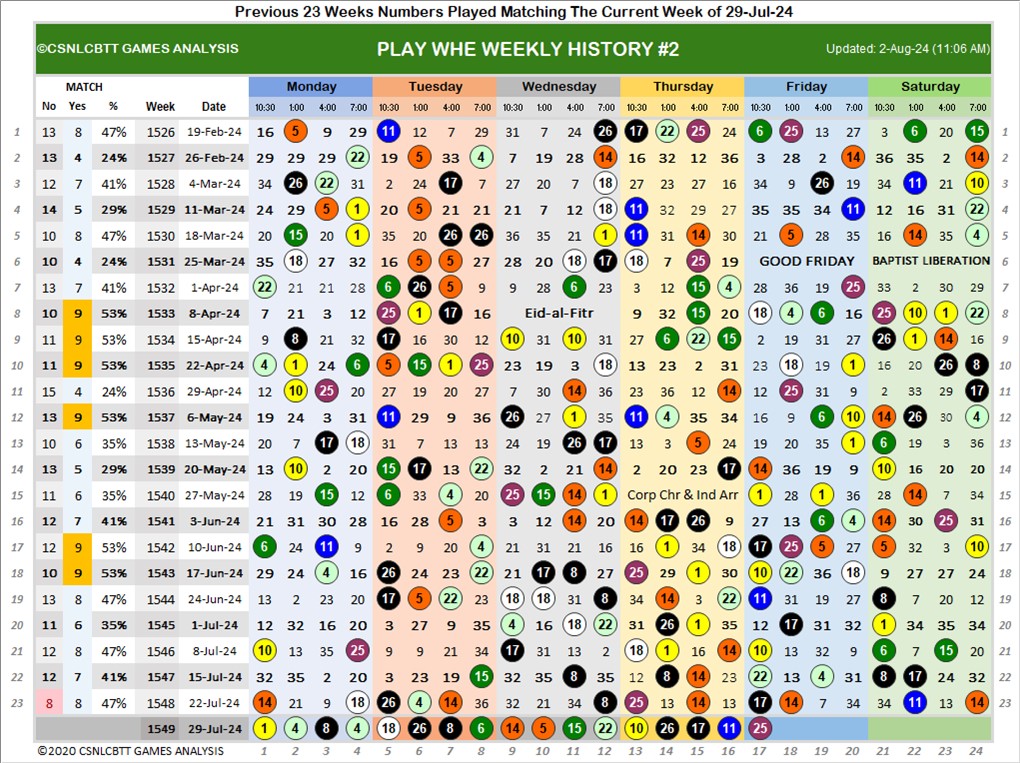 Previous 23 Weeks Numbers Played Matching The Current Week of 29-Jul-24
©CSNLCBTT GAMES ANALYSIS PLAY WHE WEEKLY HISTORY #2 Updated: 2-Aug-24 (11:06 AM)
MATCH Monday Tuesday Wednesday Thursday Friday Saturday
No Yes % Week Date 10:30 1:00 4:00 7:00 10:30 1:00 4:00 7:00 10:30 1:00 4:00 7:00 10:30 1:00 4:00 7:00 10:30 1:00 4:00 7:00 10:30 1:00 4:00 7:00
1 13 8 47% 1526 19-Feb-24 16 5 9 29 11 12 7 29 31 7 24 26 17 22 25 24 6 25 13 27 3 6 20 15 1
2 13 4 24% 1527 26-Feb-24 29 29 29 22 19 5 33 4 7 19 28 14 16 32 12 36 3 28 2 14 36 35 2 14 2
3 12 7 41% 1528 4-Mar-24 34 26 22 31 2 24 17 7 27 20 7 18 27 23 27 16 34 9 26 19 34 11 21 10 3
4 14 5 29% 1529 11-Mar-24 24 29 5 1 20 5 21 21 21 7 12 18 11 32 29 27 35 35 34 11 12 16 31 22 4
5 10 8 47% 1530 18-Mar-24 20 15 20 1 35 20 26 26 36 35 21 1 11 31 14 30 21 5 28 35 16 14 35 4 5
6 10 4 24% 1531 25-Mar-24 35 18 27 32 16 5 5 27 28 20 18 17 18 7 25 19 GOOD FRIDAY BAPTIST LIBERATION 6
7 13 7 41% 1532 1-Apr-24 22 21 21 28 6 26 5 9 9 28 6 23 3 12 15 4 28 36 19 25 33 2 30 29 7
8 10 9 53% 1533 8-Apr-24 7 21 3 12 25 1 17 16 Eid-al-Fitr 9 32 15 20 18 4 6 16 25 10 1 22 8
9 11 9 53% 1534 15-Apr-24 9 8 21 32 17 16 30 12 10 31 10 31 27 6 22 15 2 19 31 27 26 1 14 16 9
10 11 9 53% 1535 22-Apr-24 4 1 24 6 5 15 1 25 23 19 3 18 13 23 2 31 23 18 19 1 16 20 26 8 10
11 15 4 24% 1536 29-Apr-24 12 10 25 20 27 19 20 27 7 30 14 36 23 36 12 14 12 25 31 9 2 33 29 17 11
12 13 9 53% 1537 6-May-24 19 24 3 31 11 29 9 36 26 27 1 35 11 4 35 34 16 9 6 10 14 26 30 4 12
13 10 6 35% 1538 13-May-24 20 7 17 18 31 7 13 13 24 19 26 17 13 3 5 24 19 20 35 1 6 19 3 36 13
14 13 5 29% 1539 20-May-24 13 10 2 20 15 17 13 22 32 2 21 14 2 20 23 17 14 36 19 9 10 16 20 20 14
15 11 6 35% 1540 27-May-24 28 19 15 12 6 33 4 20 25 15 14 1 Corp Chr & Ind Arr 1 28 1 36 28 14 7 34 15
16 12 7 41% 1541 3-Jun-24 21 31 30 28 16 28 5 3 3 12 14 20 14 17 26 9 27 13 6 4 14 30 25 31 16
17 12 9 53% 1542 10-Jun-24 6 24 11 9 2 9 20 4 21 31 21 16 16 1 34 18 17 25 5 27 5 32 3 10 17
18 10 9 53% 1543 17-Jun-24 29 24 4 16 26 24 23 22 21 10 8 27 25 29 1 30 10 22 36 18 9 27 27 24 18
19 13 8 47% 1544 24-Jun-24 13 2 23 20 17 5 22 23 18 18 31 8 34 14 3 22 11 31 19 27 8 7 20 12 19
20 11 6 35% 1545 1-Jul-24 12 32 16 20 3 27 9 35 4 16 18 22 31 26 1 35 12 17 31 32 1 34 35 34 20
21 12 8 47% 1546 8-Jul-24 10 13 35 25 9 9 21 34 17 31 13 2 18 1 16 14 10 13 32 9 6 7 15 20 21
22 12 7 41% 1547 15-Jul-24 32 35 2 20 3 23 19 15 32 35 8 35 12 8 14 23 22 13 4 31 8 17 24 32 22
23 8 8 47% 1548 22-Jul-24 14 21 9 18 26 4 14 36 32 21 34 8 25 13 14 13 17 14 7 34 34 11 13 14 23
1549 29-Jul-24 1 4 8 4 18 26 8 6 14 5 15 22 10 26 17 11 25
©2020 CSNLCBTT GAMES ANALYSIS 1 2 3 4 5 6 7 8 9 10 11 12 13 14 15 16 17 18 19 20 21 22 23 24